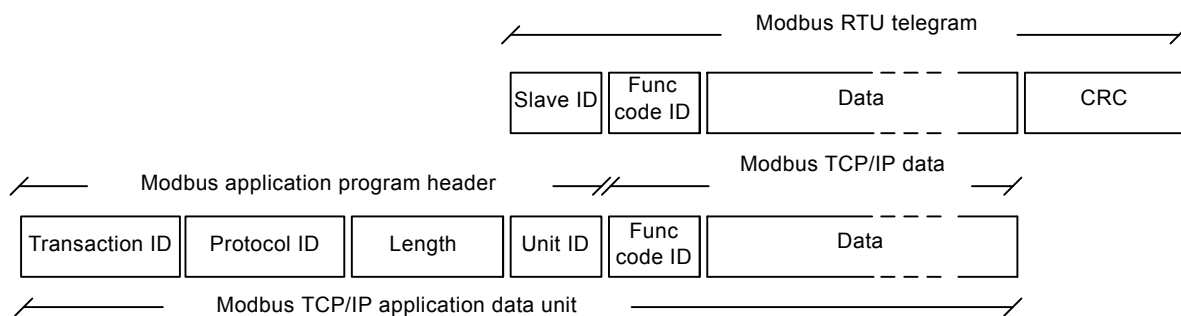 Modbus RTU telegram
Slave ID
Func
code ID
Data
CRC
Modbus application program header
Modbus TCP/IP data
Transaction ID
Protocol ID
Length
Unit ID
Func
code ID
Data
Modbus TCP/IP application data unit